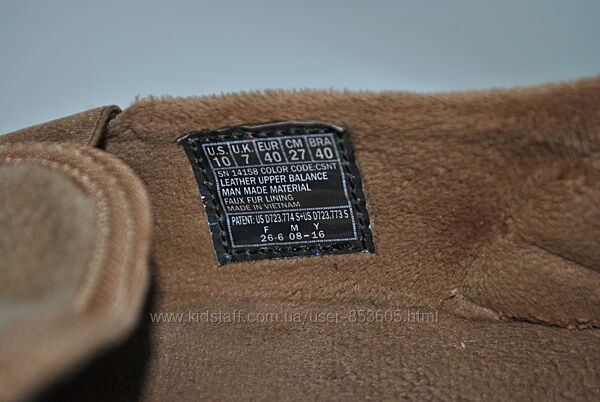 U.S. U.K. EUR CM BRA
10 7 40 27 40
SN 14158 COLOR CODE:CSNT
LEATHER UPPER BALANCE
MAN MADE MATERIAL
FAUX FUR LINING
MADE IN VIETNAM
PATENT: US D723.774 S+US D723.773 S
F M Y
26-6 08-16
www.kidstaff.com.ua/user-853605.html